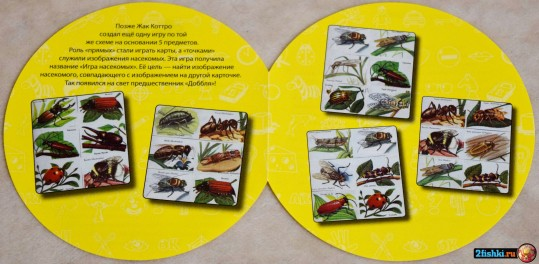 Позже Жак Коттро
создал ещё одну игру по той
же схеме на основании 5 предметов.
Роль «прямых» стали играть карты, а «точками»
служили изображения насекомых. Эта игра получила
название «Игра насекомых». Её цель — найти изображение
насекомого, совпадающего с изображением на другой карточке.
Так появился на свет предшественник «Доббля»!
2fishki.ru